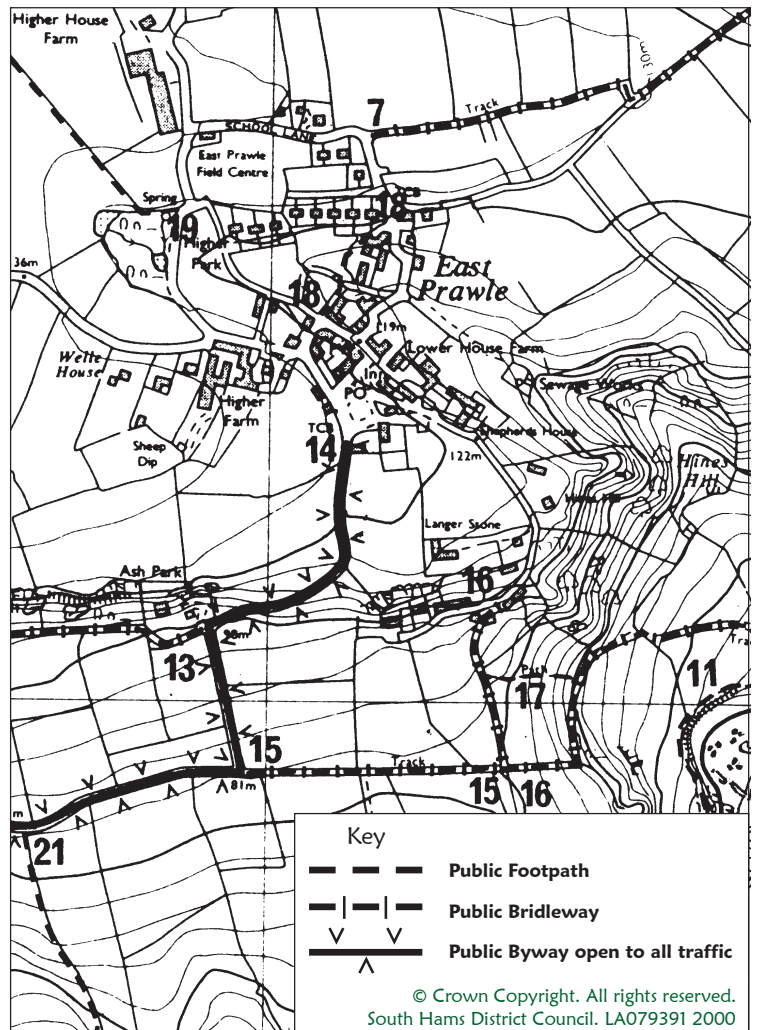 Higher House
Farm
7
Track
SCHOOL LANE
East Prawle
Field Centre
Spring
19
18
Higher
Park
36m
18
East
Prawle
Welle
House
Lower House Farm
Inn
PO
Higher
Farm
Sewage Works
Shepherds House
TCB
14
Sheep
Dip
122m
Hines
Hill
Langer Stone
Ash Park
16
13
98m
Path
17
11
15
Track
81m
15
16
21
Key
Public Footpath
Public Bridleway
Public Byway open to all traffic
© Crown Copyright. All rights reserved.
South Hams District Council. LA079391 2000